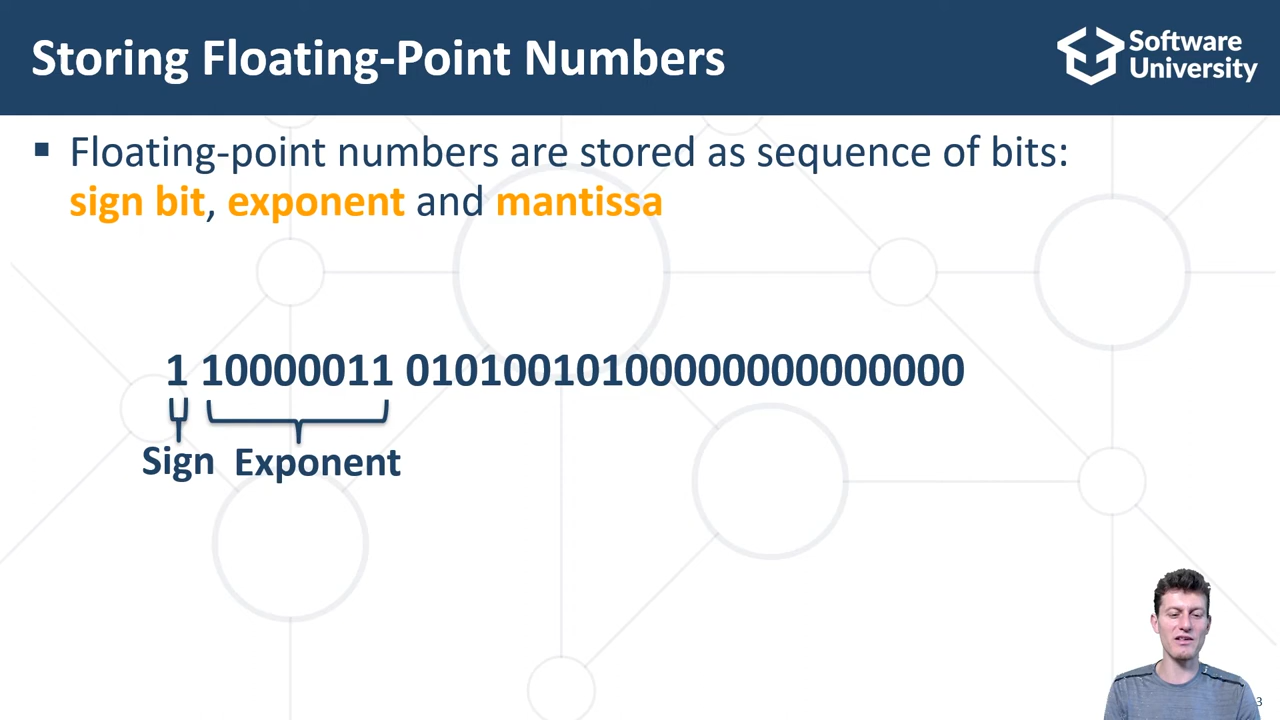 Storing Floating-Point Numbers
Software
University
▪ Floating-point numbers are stored as sequence of bits:
sign bit, exponent and mantissa
1 10000011 01010010100000000000000
Sign Exponent
3